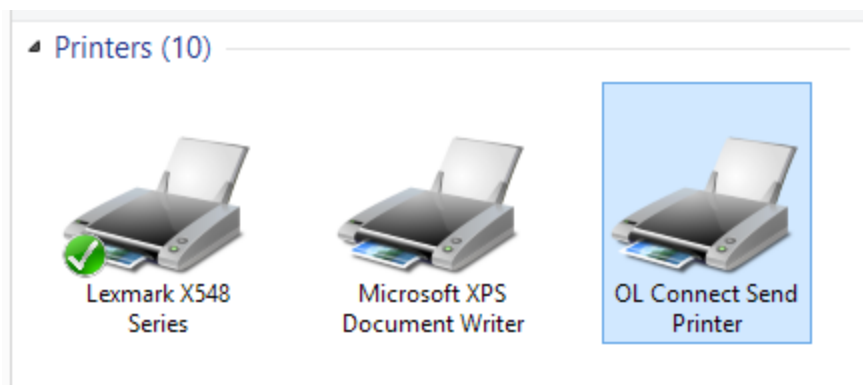 Printers (10)
Lexmark X548
Series
Microsoft XPS
Document Writer
OL Connect Send
Printer